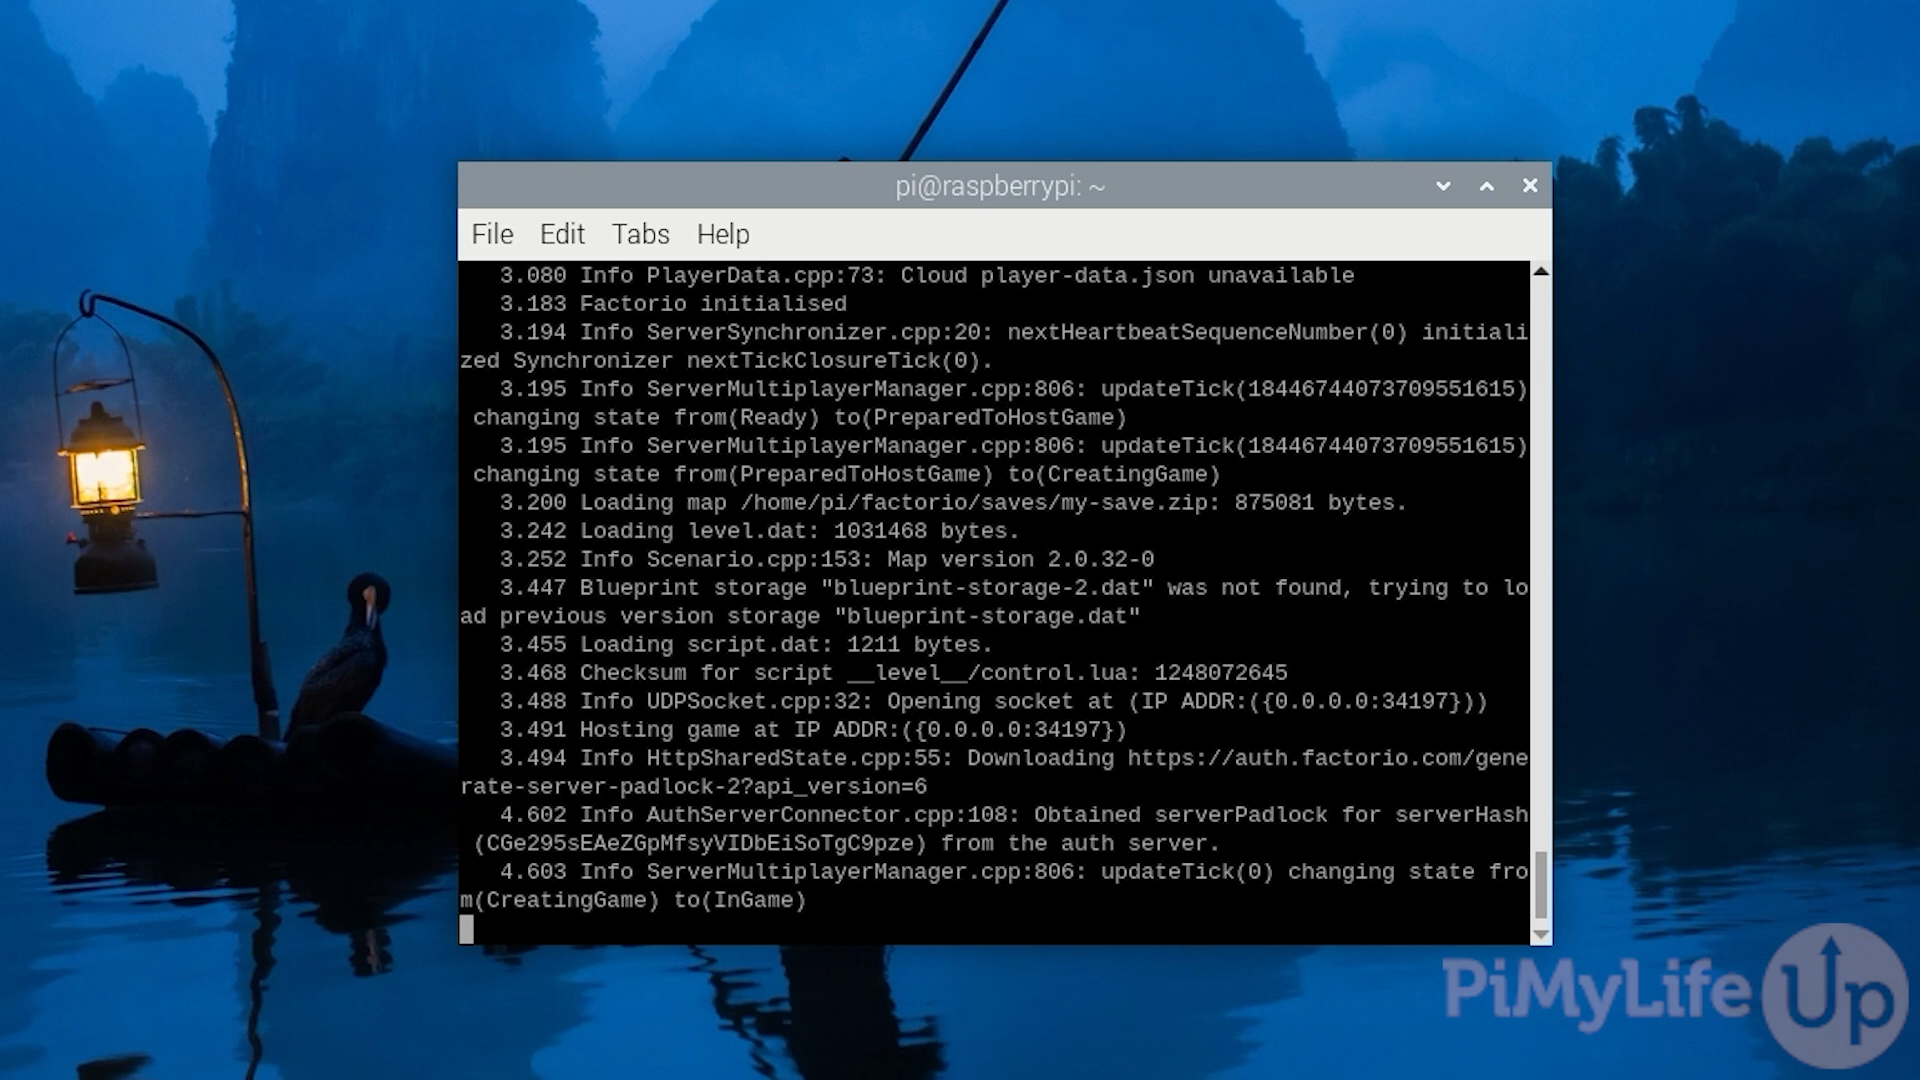 pi@raspberrypi: ~
File Edit Tabs Help
3.080 Info PlayerData.cpp:73: Cloud player-data.json unavailable
3.183 Factorio initialised
3.194 Info ServerSynchronizer.cpp:20: nextHeartbeatSequenceNumber(0) initiali
zed Synchronizer nextTickClosureTick(0).
3.195 Info ServerMultiplayerManager.cpp:806: updateTick(18446744073709551615)
changing state from(Ready) to(PreparedToHostGame)
3.195 Info ServerMultiplayerManager.cpp:806: updateTick(18446744073709551615)
changing state from(PreparedToHostGame) to(CreatingGame)
3.200 Loading map /home/pi/factorio/saves/my-save.zip: 875081 bytes.
3.242 Loading level.dat: 1031468 bytes.
3.252 Info Scenario.cpp:153: Map version 2.0.32-0
3.447 Blueprint storage "blueprint-storage-2.dat" was not found, trying to lo
ad previous version storage "blueprint-storage.dat"
3.455 Loading script.dat: 1211 bytes.
3.468 Checksum for script __level__/control.lua: 1248072645
3.488 Info UDPSocket.cpp:32: Opening socket at (IP ADDR:({0.0.0.0:34197}))
3.491 Hosting game at IP ADDR:({0.0.0.0:34197})
3.494 Info HttpSharedState.cpp:55: Downloading https://auth.factorio.com/gene
rate-server-padlock-2?api_version=6
4.602 Info AuthServerConnector.cpp:108: Obtained serverPadlock for serverHash
(CGe295sEAeZGpMfsyVIDbEiSoTgC9pze) from the auth server.
4.603 Info ServerMultiplayerManager.cpp:806: updateTick(0) changing state fro
m(CreatingGame) to(InGame)
PiMyLifeUp